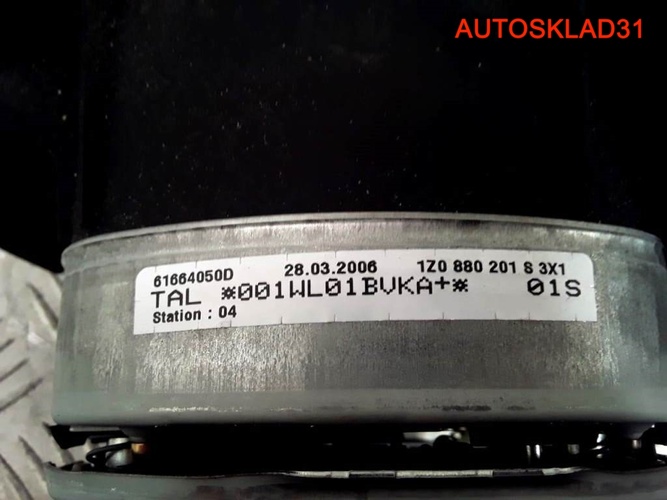 AUTOSKLAD31
61664050D 28.03.2006 1Z0 880 201 S 3X1
TAL *001WL01BVKA+* 01S
Station : 04